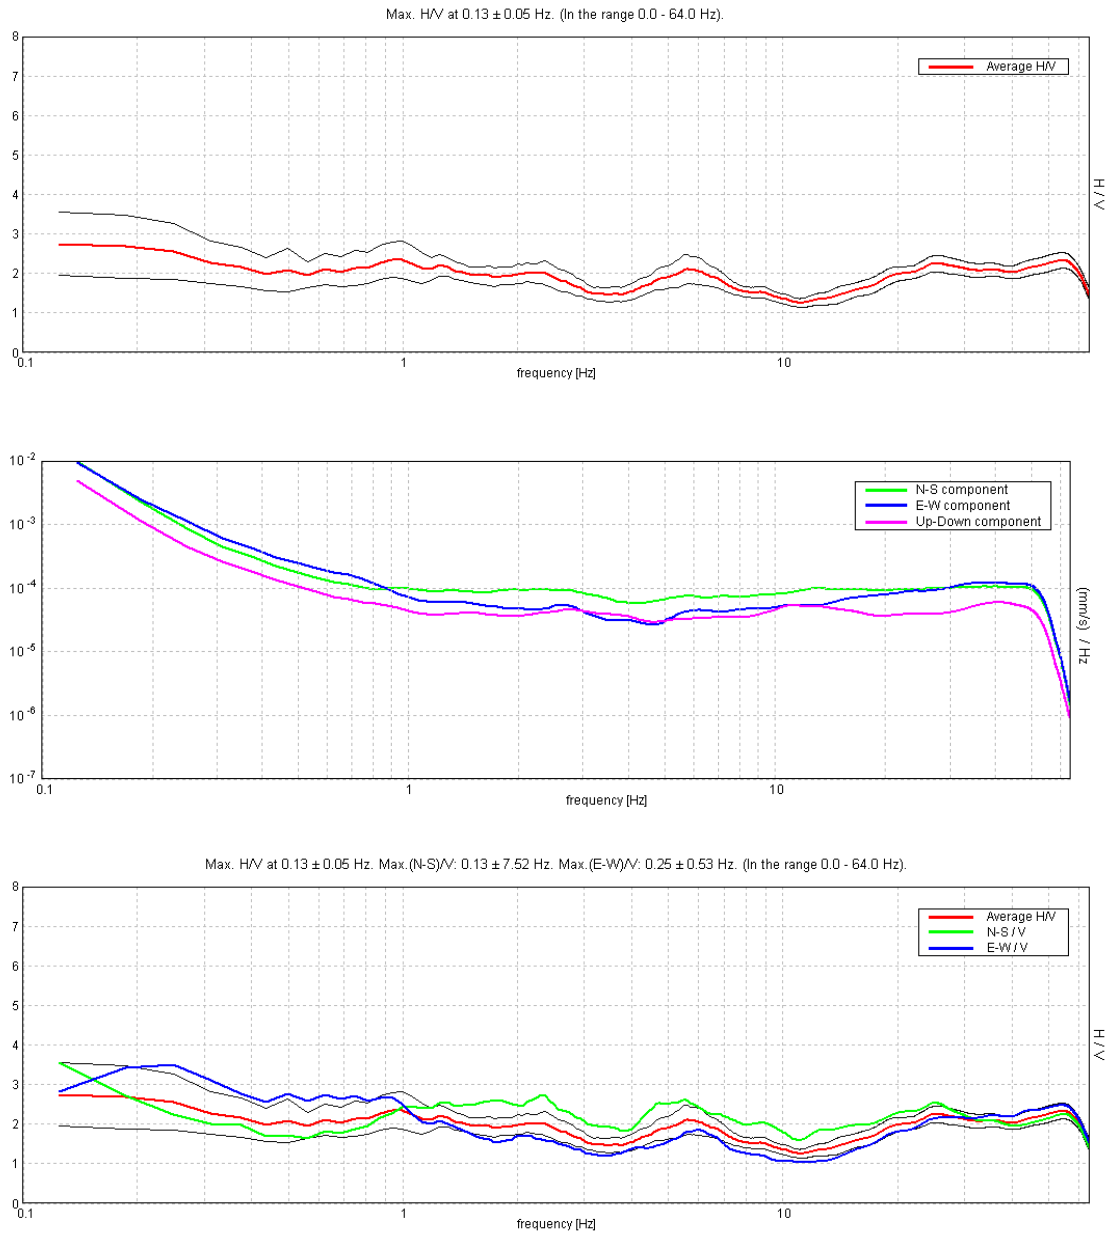 Max. H/V at 0.13 ± 0.05 Hz. (In the range 0.0 - 64.0 Hz).
8
7
6
5
4
3
2
1
0
Average H/V
H / V
0.1
1
10
frequency [Hz]
10 -2
10 -3
10 -4
10 -5
10 -6
10 -7
N-S component
E-W component
Up-Down component
(mm/s) / Hz
0.1
1
10
frequency [Hz]
Max. H/V at 0.13 ± 0.05 Hz. Max.(N-S)/V: 0.13 ± 7.52 Hz. Max.(E-W)/V: 0.25 ± 0.53 Hz. (In the range 0.0 - 64.0 Hz).
8
7
6
5
4
3
2
1
0
Average H/V
N-S / V
E-W / V
H / V
0.1
1
10
frequency [Hz]